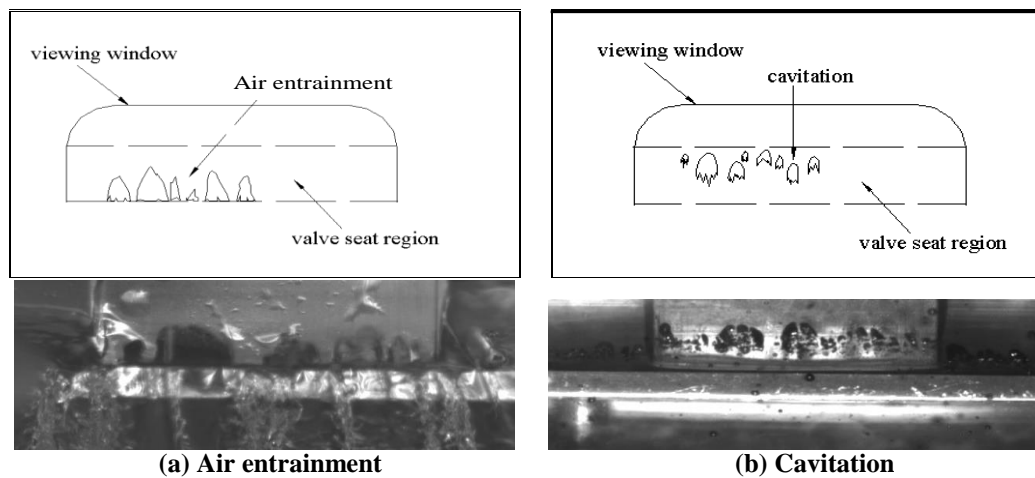 viewing window
Air entrainment
valve seat region
(a) Air entrainment
viewing window
cavitation
valve seat region
(b) Cavitation